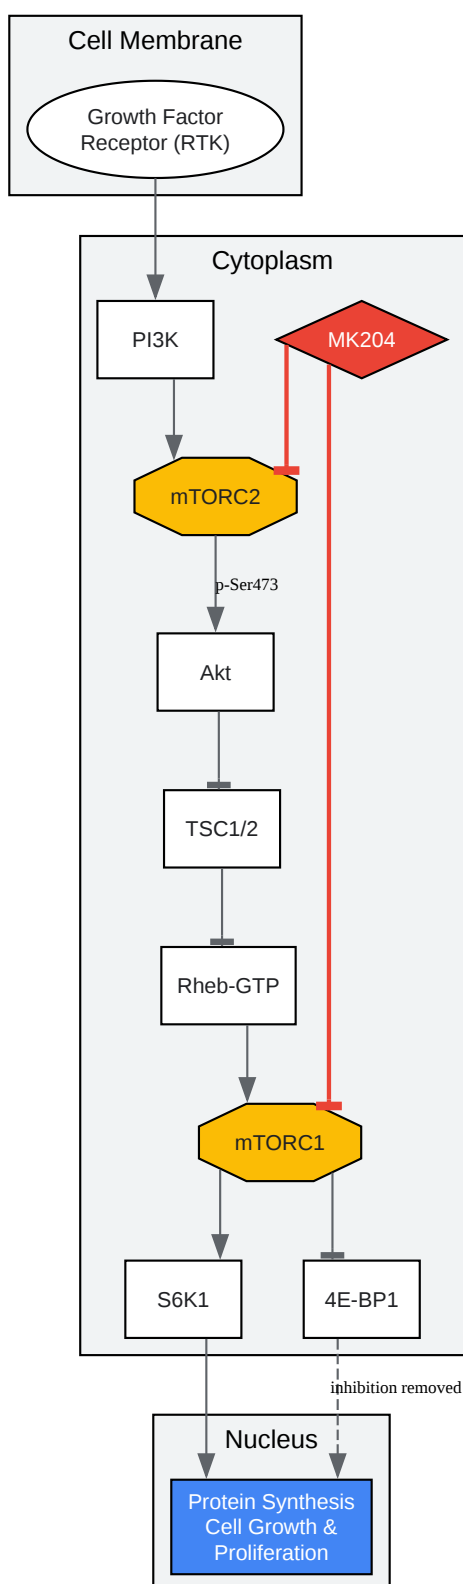 Cell Membrane
Growth Factor
Receptor (RTK)
Cytoplasm
PI3K
MK204
mTORC2
p-Ser473
Akt
TSC1/2
Rheb-GTP
mTORC1
S6K1
4E-BP1
inhibition removed
Nucleus
Protein Synthesis
Cell Growth &
Proliferation